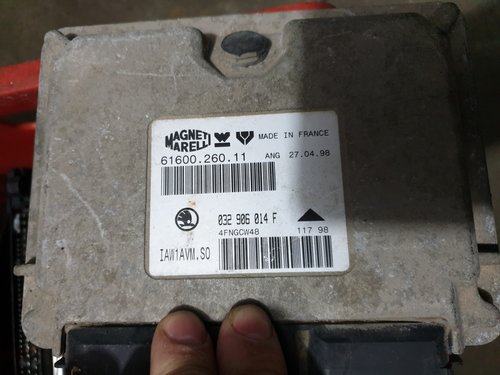 MAGNETI
MARELLI
MADE IN FRANCE
61600.260.11 ANG 27.04.98
032 906 014 F
4FNGCW48 117 98
IAW1AVM.SO